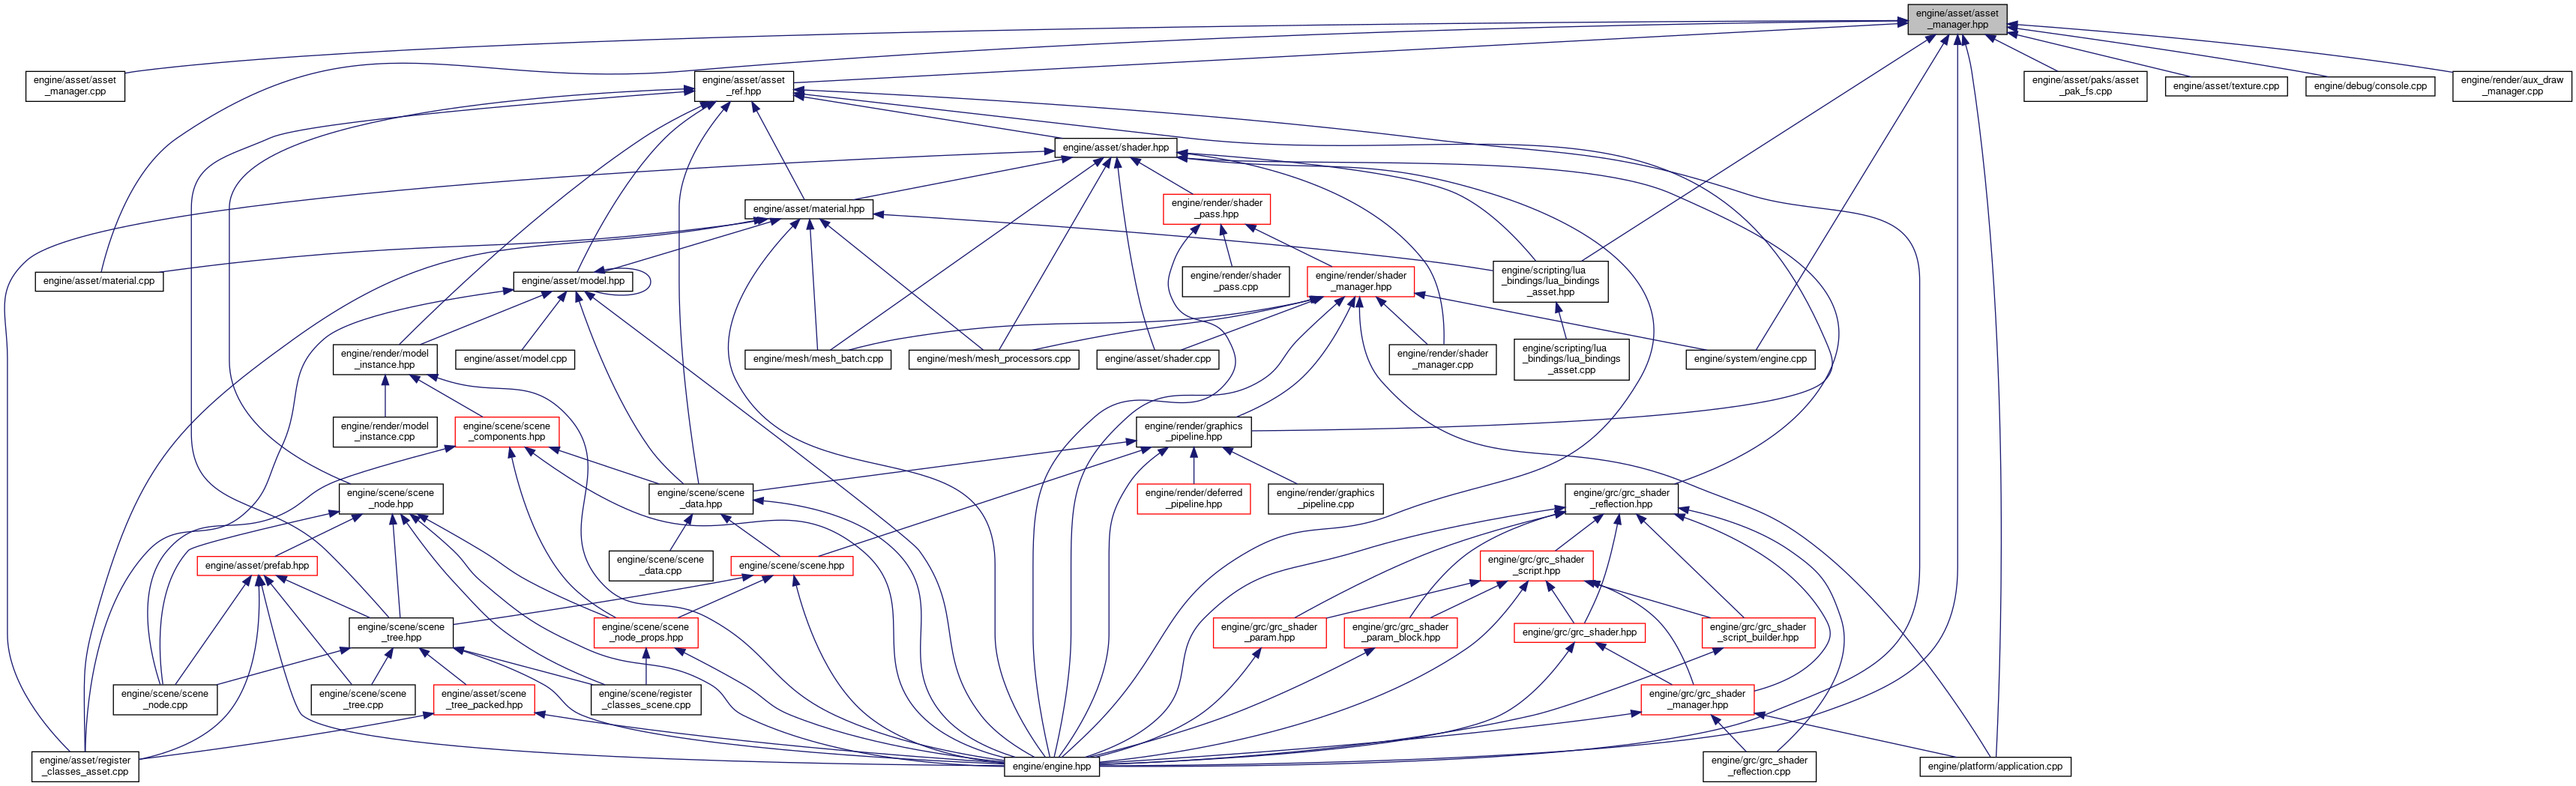 engine/asset/asset
_manager.hpp
engine/asset/asset
_manager.cpp
engine/asset/asset
_ref.hpp
engine/asset/paks/asset
_pak_fs.cpp
engine/asset/texture.cpp
engine/debug/console.cpp
engine/render/aux_draw
_manager.cpp
engine/asset/shader.hpp
engine/asset/material.hpp
engine/render/shader
_pass.hpp
engine/asset/material.cpp
engine/asset/model.hpp
engine/render/shader
_pass.cpp
engine/render/shader
_manager.hpp
engine/scripting/lua
_bindings/lua_bindings
_asset.hpp
engine/render/model
_instance.hpp
engine/asset/model.cpp
engine/mesh/mesh_batch.cpp
engine/mesh/mesh_processors.cpp
engine/asset/shader.cpp
engine/render/shader
_manager.cpp
engine/scripting/lua
_bindings/lua_bindings
_asset.cpp
engine/system/engine.cpp
engine/render/model
_instance.cpp
engine/scene/scene
_components.hpp
engine/render/graphics
_pipeline.hpp
engine/scene/scene
_node.hpp
engine/scene/scene
_data.hpp
engine/render/deferred
_pipeline.hpp
engine/render/graphics
_pipeline.cpp
engine/grc/grc_shader
_reflection.hpp
engine/asset/prefab.hpp
engine/scene/scene
_data.cpp
engine/scene/scene.hpp
engine/grc/grc_shader
_script.hpp
engine/scene/scene
_tree.hpp
engine/scene/scene
_node_props.hpp
engine/grc/grc_shader
_param.hpp
engine/grc/grc_shader
_param_block.hpp
engine/grc/grc_shader.hpp
engine/grc/grc_shader
_script_builder.hpp
engine/scene/scene
_node.cpp
engine/scene/scene
_tree.cpp
engine/asset/scene
_tree_packed.hpp
engine/scene/register
_classes_scene.cpp
engine/grc/grc_shader
_manager.hpp
engine/asset/register
_classes_asset.cpp
engine/engine.hpp
engine/grc/grc_shader
_reflection.cpp
engine/platform/application.cpp